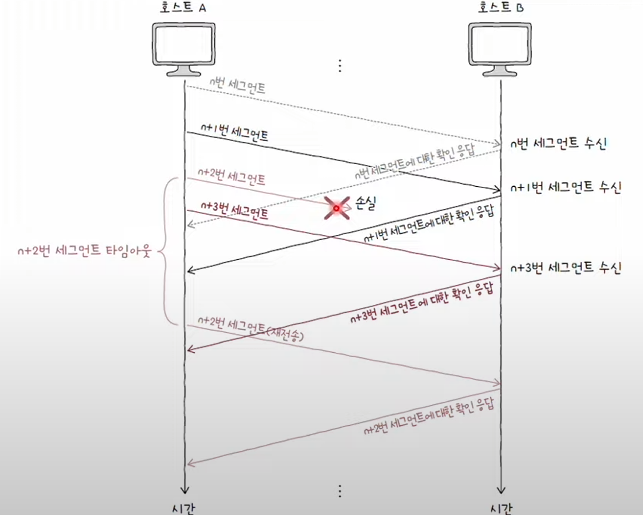 호스트 A
호스트 B
n번 세그먼트
n+1번 세그먼트
n번 세그먼트 수신
n번 세그먼트에 대한 확인 응답
n+2번 세그먼트
n+1번 세그먼트 수신
손실
n+3번 세그먼트
n+1번 세그먼트에 대한 확인 응답
n+2번 세그먼트 타임아웃
n+3번 세그먼트 수신
n+3번 세그먼트에 대한 확인 응답
n+2번 세그먼트(재전송)
n+2번 세그먼트에 대한 확인 응답
시간
시간